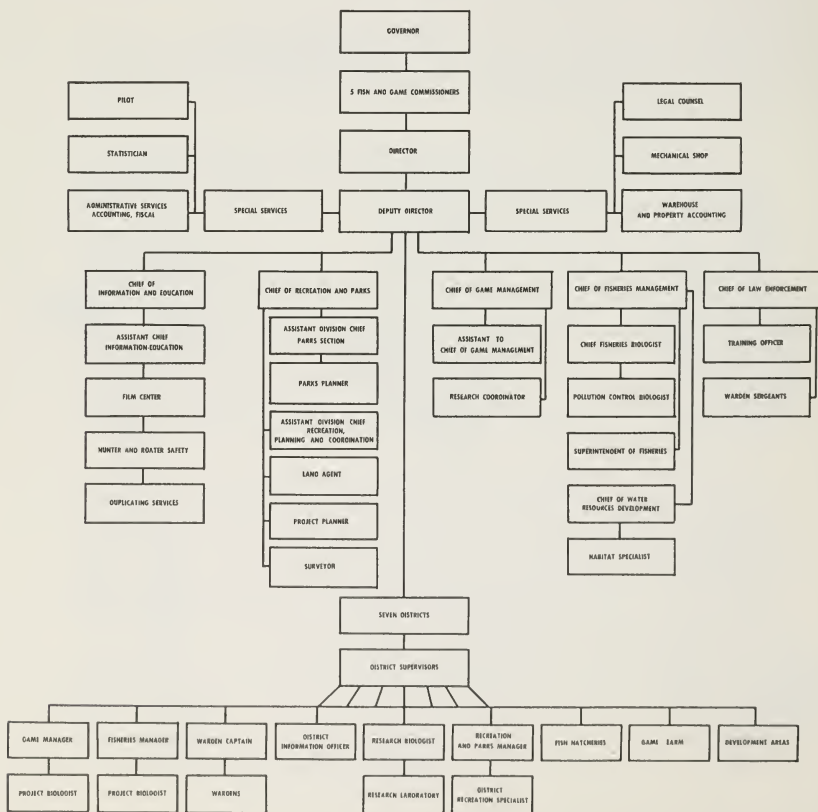 GOVERNOR
5 FISH AND GAME COMMISSIONERS
DIRECTOR
DEPUTY DIRECTOR
PILOT
STATISTICIAN
ADMINISTRATIVE SERVICES
ACCOUNTING, FISCAL
SPECIAL SERVICES
SPECIAL SERVICES
LEGAL COUNSEL
MECHANICAL SHOP
WAREHOUSE
AND PROPERTY ACCOUNTING
CHIEF OF
INFORMATION AND EDUCATION
ASSISTANT CHIEF
INFORMATION-EDUCATION
FILM CENTER
HUNTER AND BOATER SAFETY
DUPLICATING SERVICES
CHIEF OF RECREATION AND PARKS
ASSISTANT DIVISION CHIEF
PARKS SECTION
PARKS PLANNER
ASSISTANT DIVISION CHIEF
RECREATION,
PLANNING AND COORDINATION
LAND AGENT
PROJECT PLANNER
SURVEYOR
CHIEF OF GAME MANAGEMENT
ASSISTANT TO
CHIEF OF GAME MANAGEMENT
RESEARCH COORDINATOR
CHIEF OF FISHERIES MANAGEMENT
CHIEF FISHERIES BIOLOGIST
POLLUTION CONTROL BIOLOGIST
SUPERINTENDENT OF FISHERIES
CHIEF OF WATER
RESOURCES DEVELOPMENT
HABITAT SPECIALIST
CHIEF OF LAW ENFORCEMENT
TRAINING OFFICER
WARDEN SERGEANTS
SEVEN DISTRICTS
DISTRICT SUPERVISORS
GAME MANAGER
PROJECT BIOLOGIST
FISHERIES MANAGER
PROJECT BIOLOGIST
WARDEN CAPTAIN
WARDENS
DISTRICT
INFORMATION OFFICER
RESEARCH BIOLOGIST
RESEARCH LABORATORY
RECREATION
AND PARKS MANAGER
DISTRICT
RECREATION SPECIALIST
FISH HATCHERIES
GAME FARM
DEVELOPMENT AREAS